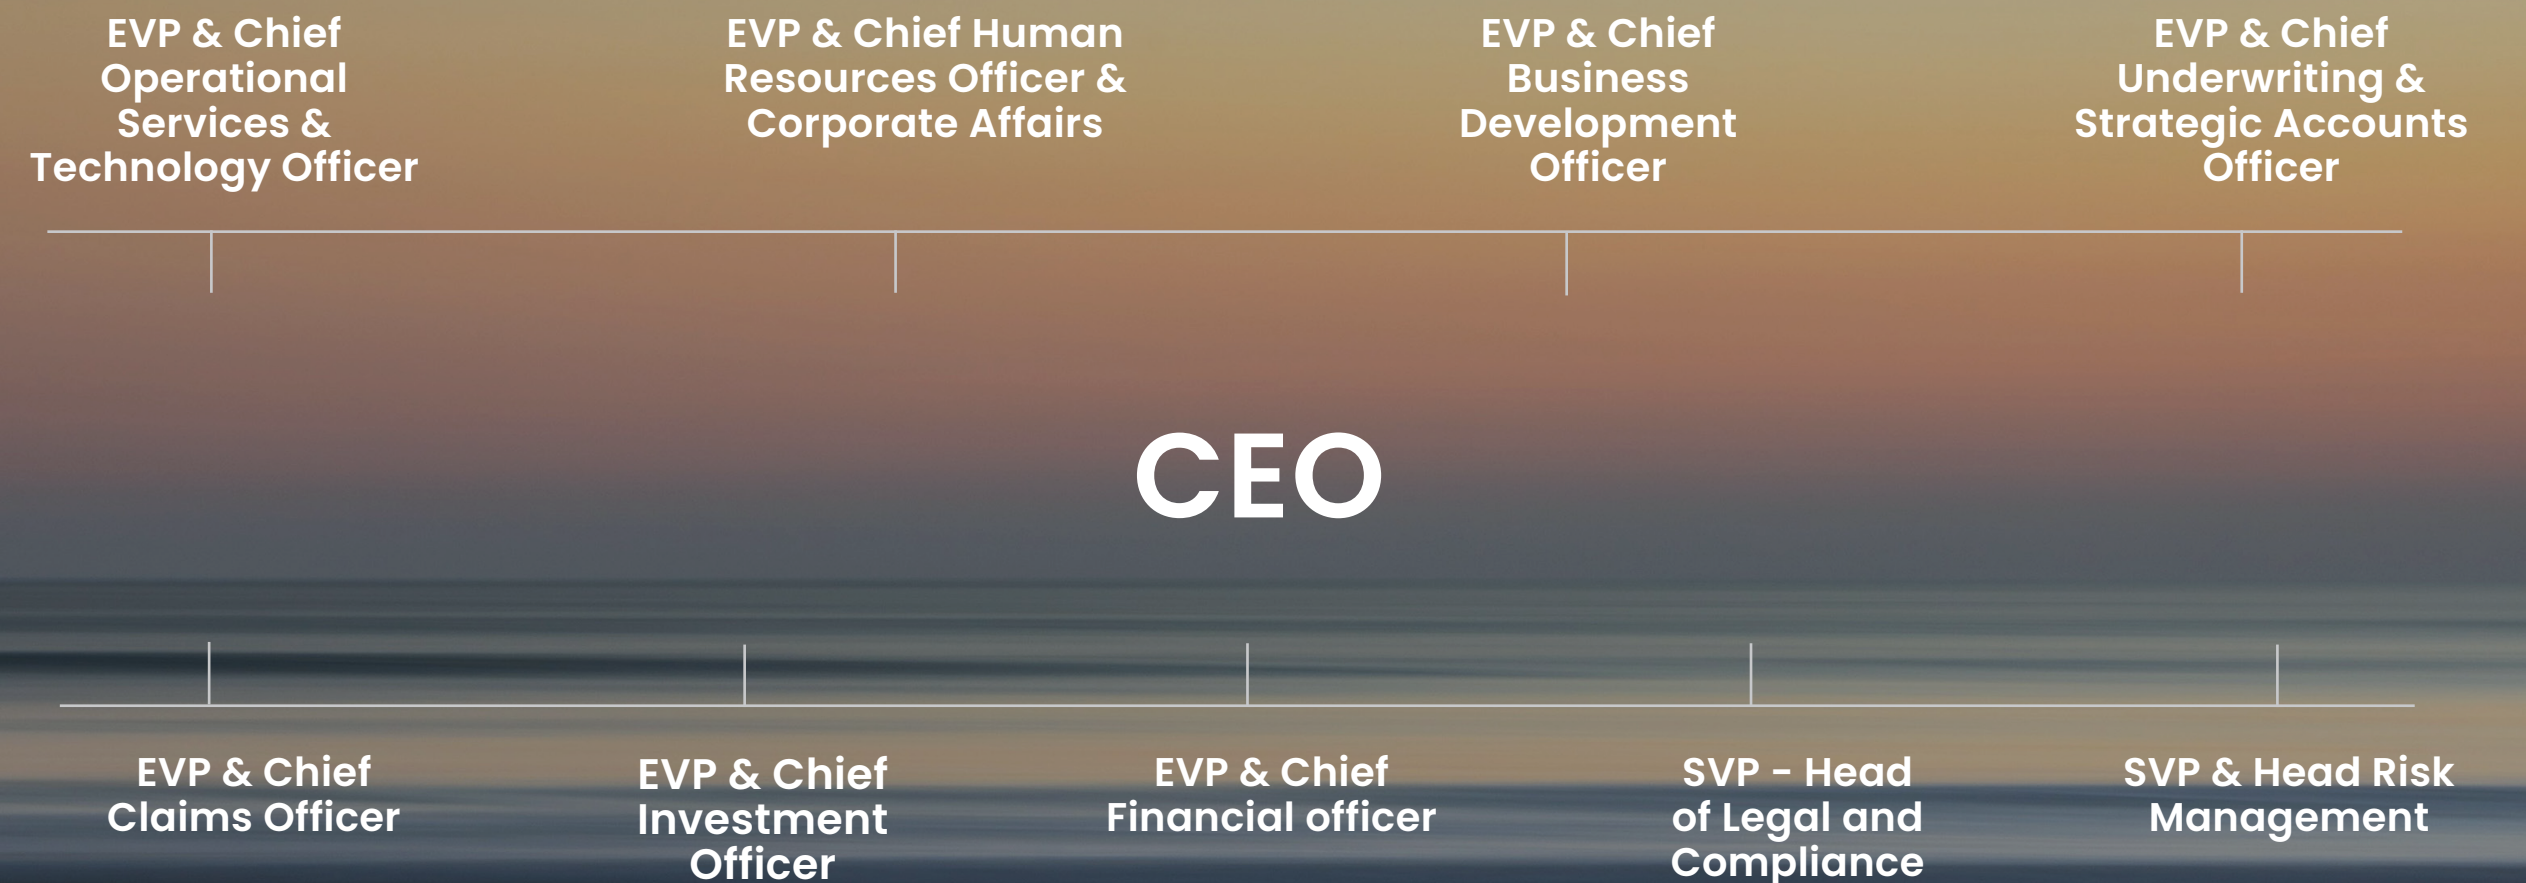 EVP & Chief
Operational
Services &
Technology Officer
EVP & Chief Human
Resources Officer &
Corporate Affairs
EVP & Chief
Business
Development
Officer
EVP & Chief
Underwriting &
Strategic Accounts
Officer
CEO
EVP & Chief
Claims Officer
EVP & Chief
Investment
Officer
EVP & Chief
Financial officer
SVP - Head
of Legal and
Compliance
SVP & Head Risk
Management